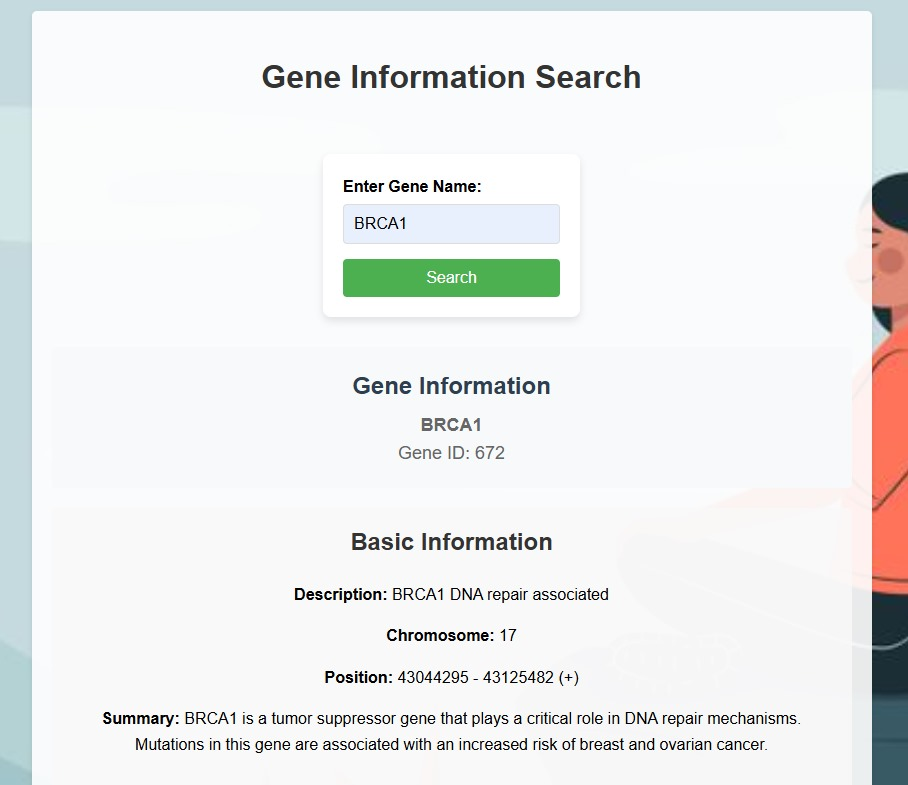 Gene Information Search
Enter Gene Name:
BRCA1
Search
Gene Information
BRCA1
Gene ID: 672
Basic Information
Description: BRCA1 DNA repair associated
Chromosome: 17
Position: 43044295 - 43125482 (+)
Summary: BRCA1 is a tumor suppressor gene that plays a critical role in DNA repair mechanisms.
Mutations in this gene are associated with an increased risk of breast and ovarian cancer.